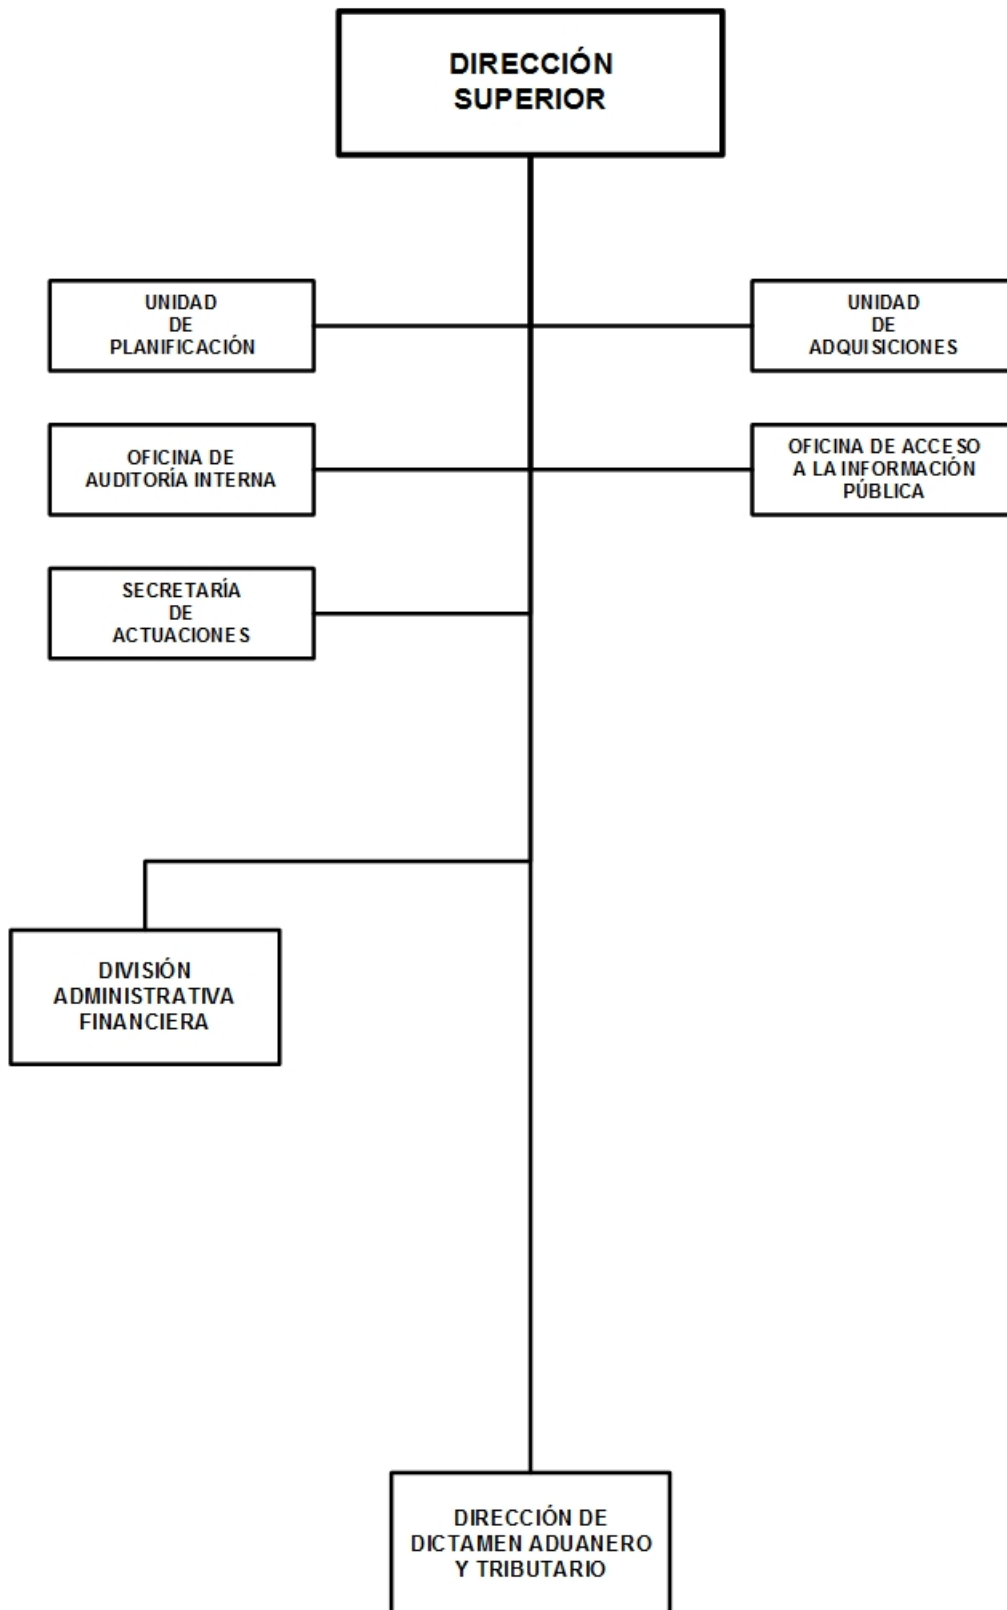 DIRECCIÓN
SUPERIOR
UNIDAD
DE
PLANIFICACIÓN
UNIDAD
DE
ADQUISICIONES
OFICINA DE
AUDITORÍA INTERNA
OFICINA DE ACCESO
A LA INFORMACIÓN
PÚBLICA
SECRETARÍA
DE
ACTUACIONES
DIVISIÓN
ADMINISTRATIVA
FINANCIERA
DIRECCIÓN DE
DICTAMEN ADUANERO
Y TRIBUTARIO